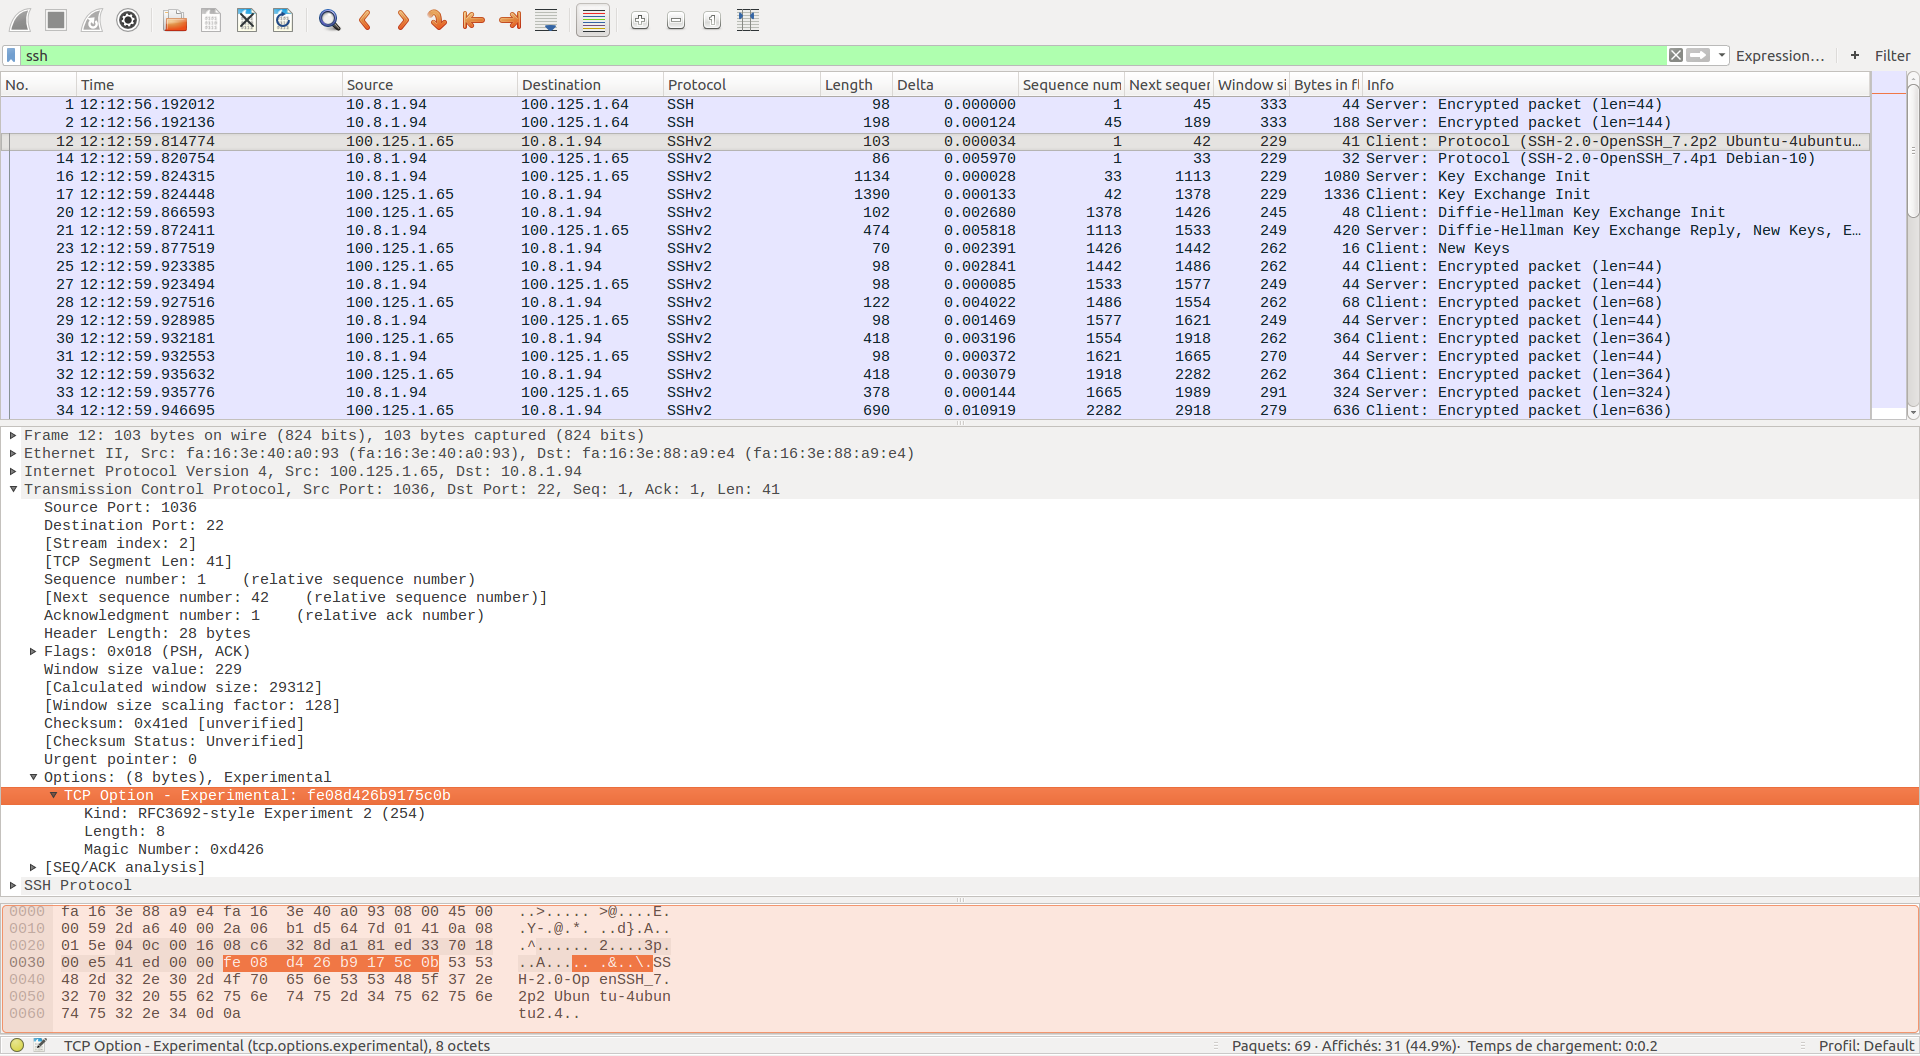 ssh Expression… + Filter
No. Time Source Destination Protocol Length Delta Sequence num Next sequer Window si Bytes in fl Info
1 12:12:56.192012 10.8.1.94 100.125.1.64 SSH 98 0.000000 1 45 333 44 Server: Encrypted packet (len=44)
2 12:12:56.192136 10.8.1.94 100.125.1.64 SSH 198 0.000124 45 189 333 188 Server: Encrypted packet (len=144)
12 12:12:59.814774 100.125.1.65 10.8.1.94 SSHv2 103 0.000034 1 42 229 41 Client: Protocol (SSH-2.0-OpenSSH_7.2p2 Ubuntu-4ubuntu…
14 12:12:59.820754 10.8.1.94 100.125.1.65 SSHv2 86 0.005970 1 33 229 32 Server: Protocol (SSH-2.0-OpenSSH_7.4p1 Debian-10)
16 12:12:59.824315 10.8.1.94 100.125.1.65 SSHv2 1134 0.000028 33 1113 229 1080 Server: Key Exchange Init
17 12:12:59.824448 100.125.1.65 10.8.1.94 SSHv2 1390 0.000133 42 1378 229 1336 Client: Key Exchange Init
20 12:12:59.866593 100.125.1.65 10.8.1.94 SSHv2 102 0.002680 1378 1426 245 48 Client: Diffie-Hellman Key Exchange Init
21 12:12:59.872411 10.8.1.94 100.125.1.65 SSHv2 474 0.005818 1113 1533 249 420 Server: Diffie-Hellman Key Exchange Reply, New Keys, E…
23 12:12:59.877519 100.125.1.65 10.8.1.94 SSHv2 70 0.002391 1426 1442 262 16 Client: New Keys
25 12:12:59.923385 100.125.1.65 10.8.1.94 SSHv2 98 0.002841 1442 1486 262 44 Client: Encrypted packet (len=44)
27 12:12:59.923494 10.8.1.94 100.125.1.65 SSHv2 98 0.000085 1533 1577 249 44 Server: Encrypted packet (len=44)
28 12:12:59.927516 100.125.1.65 10.8.1.94 SSHv2 122 0.004022 1486 1554 262 68 Client: Encrypted packet (len=68)
29 12:12:59.928985 10.8.1.94 100.125.1.65 SSHv2 98 0.001469 1577 1621 249 44 Server: Encrypted packet (len=44)
30 12:12:59.932181 100.125.1.65 10.8.1.94 SSHv2 418 0.003196 1554 1918 262 364 Client: Encrypted packet (len=364)
31 12:12:59.932553 10.8.1.94 100.125.1.65 SSHv2 98 0.000372 1621 1665 270 44 Server: Encrypted packet (len=44)
32 12:12:59.935632 100.125.1.65 10.8.1.94 SSHv2 418 0.003079 1918 2282 262 364 Client: Encrypted packet (len=364)
33 12:12:59.935776 10.8.1.94 100.125.1.65 SSHv2 378 0.000144 1665 1989 291 324 Server: Encrypted packet (len=324)
34 12:12:59.946695 100.125.1.65 10.8.1.94 SSHv2 690 0.010919 2282 2918 279 636 Client: Encrypted packet (len=636)
Frame 12: 103 bytes on wire (824 bits), 103 bytes captured (824 bits)
Ethernet II, Src: fa:16:3e:40:a0:93 (fa:16:3e:40:a0:93), Dst: fa:16:3e:88:a9:e4 (fa:16:3e:88:a9:e4)
Internet Protocol Version 4, Src: 100.125.1.65, Dst: 10.8.1.94
Transmission Control Protocol, Src Port: 1036, Dst Port: 22, Seq: 1, Ack: 1, Len: 41
Source Port: 1036
Destination Port: 22
[Stream index: 2]
[TCP Segment Len: 41]
Sequence number: 1 (relative sequence number)
[Next sequence number: 42 (relative sequence number)]
Acknowledgment number: 1 (relative ack number)
Header Length: 28 bytes
Flags: 0x018 (PSH, ACK)
Window size value: 229
[Calculated window size: 29312]
[Window size scaling factor: 128]
Checksum: 0x41ed [unverified]
[Checksum Status: Unverified]
Urgent pointer: 0
Options: (8 bytes), Experimental
TCP Option - Experimental: fe08d426b9175c0b
Kind: RFC3692-style Experiment 2 (254)
Length: 8
Magic Number: 0xd426
[SEQ/ACK analysis]
SSH Protocol
0000 fa 16 3e 88 a9 e4 fa 16 3e 40 a0 93 08 00 45 00 ..>..... >@....E.
0010 00 59 2d a6 40 00 2a 06 b1 d5 64 7d 01 41 0a 08 .Y-.@.*. ..d}.A..
0020 01 5e 04 0c 00 16 08 c6 32 8d a1 81 ed 33 70 18 .^...... 2....3p.
0030 00 e5 41 ed 00 00 fe 08 d4 26 b9 17 5c 0b 53 53 ..A..... .&..\.SS
0040 48 2d 32 2e 30 2d 4f 70 65 6e 53 53 48 5f 37 2e H-2.0-Op enSSH_7.
0050 32 70 32 20 55 62 75 6e 74 75 2d 34 75 62 75 6e 2p2 Ubun tu-4ubun
0060 74 75 32 2e 34 0d 0a tu2.4..
TCP Option - Experimental (tcp.options.experimental), 8 octets Paquets: 69 · Affichés: 31 (44.9%)· Temps de chargement: 0:0.2 Profil: Default